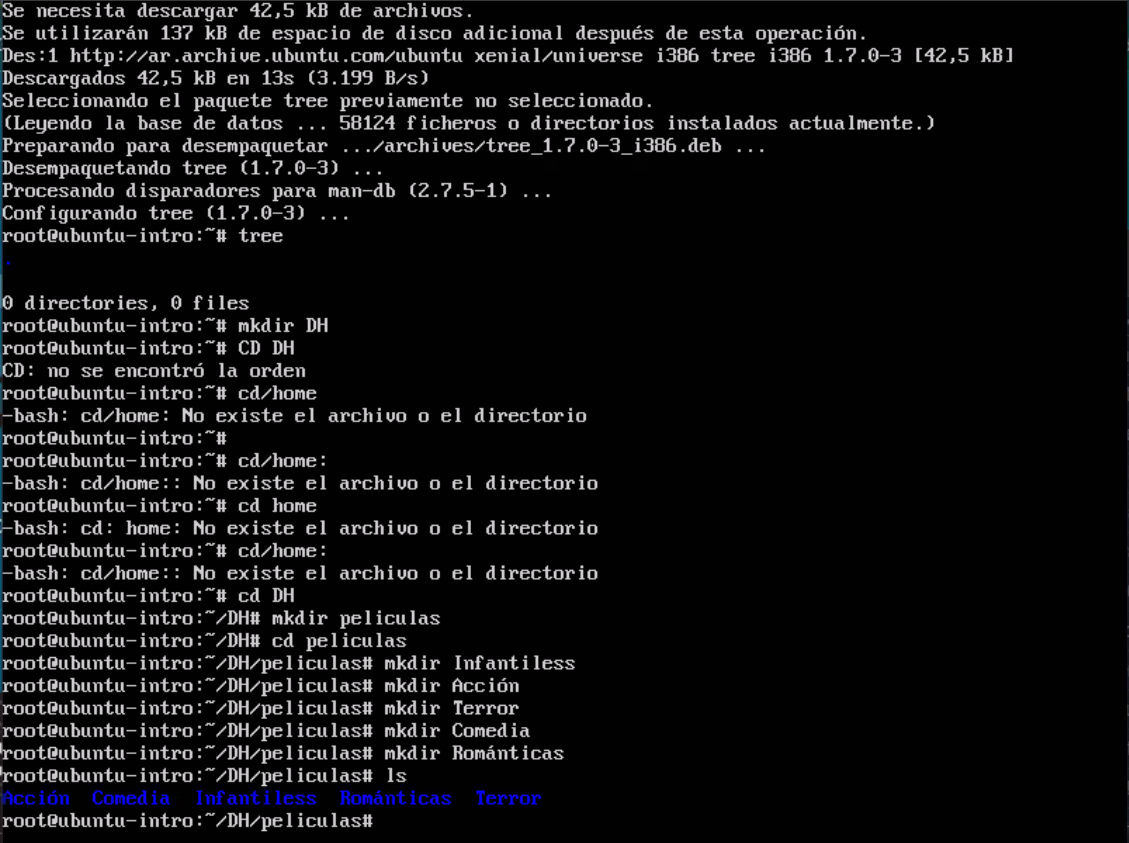 Se necesita descargar 42,5 kB de archivos.
Se utilizarán 137 kB de espacio de disco adicional después de esta operación.
Des:1 http://ar.archive.ubuntu.com/ubuntu xenial/universe i386 tree i386 1.7.0-3 [42,5 kB]
Descargados 42,5 kB en 13s (3.199 B/s)
Seleccionando el paquete tree previamente no seleccionado.
(Leyendo la base de datos ... 58124 ficheros o directorios instalados actualmente.)
Preparando para desempaquetar .../archives/tree_1.7.0-3_i386.deb ...
Desempaquetando tree (1.7.0-3) ...
Procesando disparadores para man-db (2.7.5-1) ...
Configurando tree (1.7.0-3) ...
root@ubuntu-intro:~# tree
.

0 directories, 0 files
root@ubuntu-intro:~# mkdir DH
root@ubuntu-intro:~# CD DH
CD: no se encontró la orden
root@ubuntu-intro:~# cd/home
-bash: cd/home: No existe el archivo o el directorio
root@ubuntu-intro:~#
root@ubuntu-intro:~# cd/home:
-bash: cd/home:: No existe el archivo o el directorio
root@ubuntu-intro:~# cd home
-bash: cd: home: No existe el archivo o el directorio
root@ubuntu-intro:~# cd/home:
-bash: cd/home:: No existe el archivo o el directorio
root@ubuntu-intro:~# cd DH
root@ubuntu-intro:~/DH# mkdir peliculas
root@ubuntu-intro:~/DH# cd peliculas
root@ubuntu-intro:~/DH/peliculas# mkdir Infantiless
root@ubuntu-intro:~/DH/peliculas# mkdir Acción
root@ubuntu-intro:~/DH/peliculas# mkdir Terror
root@ubuntu-intro:~/DH/peliculas# mkdir Comedia
root@ubuntu-intro:~/DH/peliculas# mkdir Románticas
root@ubuntu-intro:~/DH/peliculas# ls
Acción  Comedia  Infantiless  Románticas  Terror
root@ubuntu-intro:~/DH/peliculas#